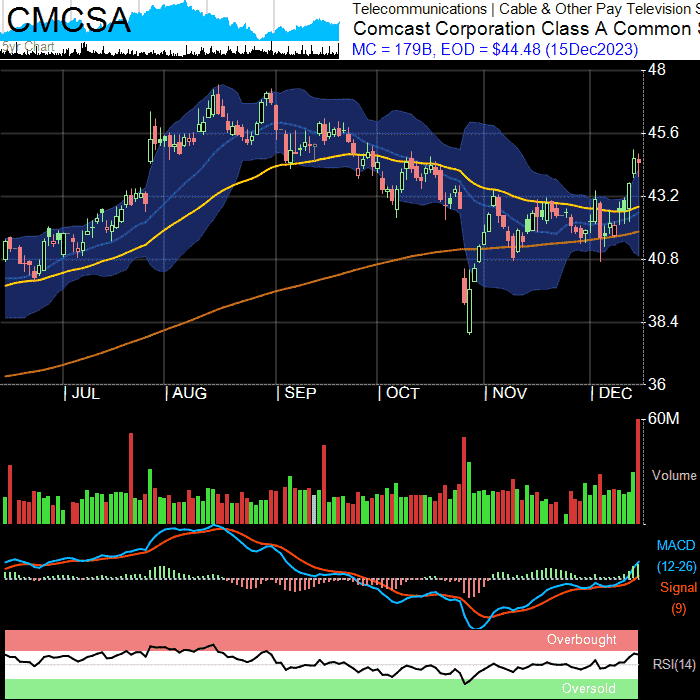 CMCSA
5yr Chart
Telecommunications | Cable & Other Pay Television S
Comcast Corporation Class A Common S
MC = 179B, EOD = $44.48 (15Dec2023)
48
45.6
43.2
40.8
38.4
36
| JUL | AUG | SEP | OCT | NOV | DEC
60M
Volume
MACD
(12-26)
Signal
(9)
Overbought
RSI(14)
Oversold